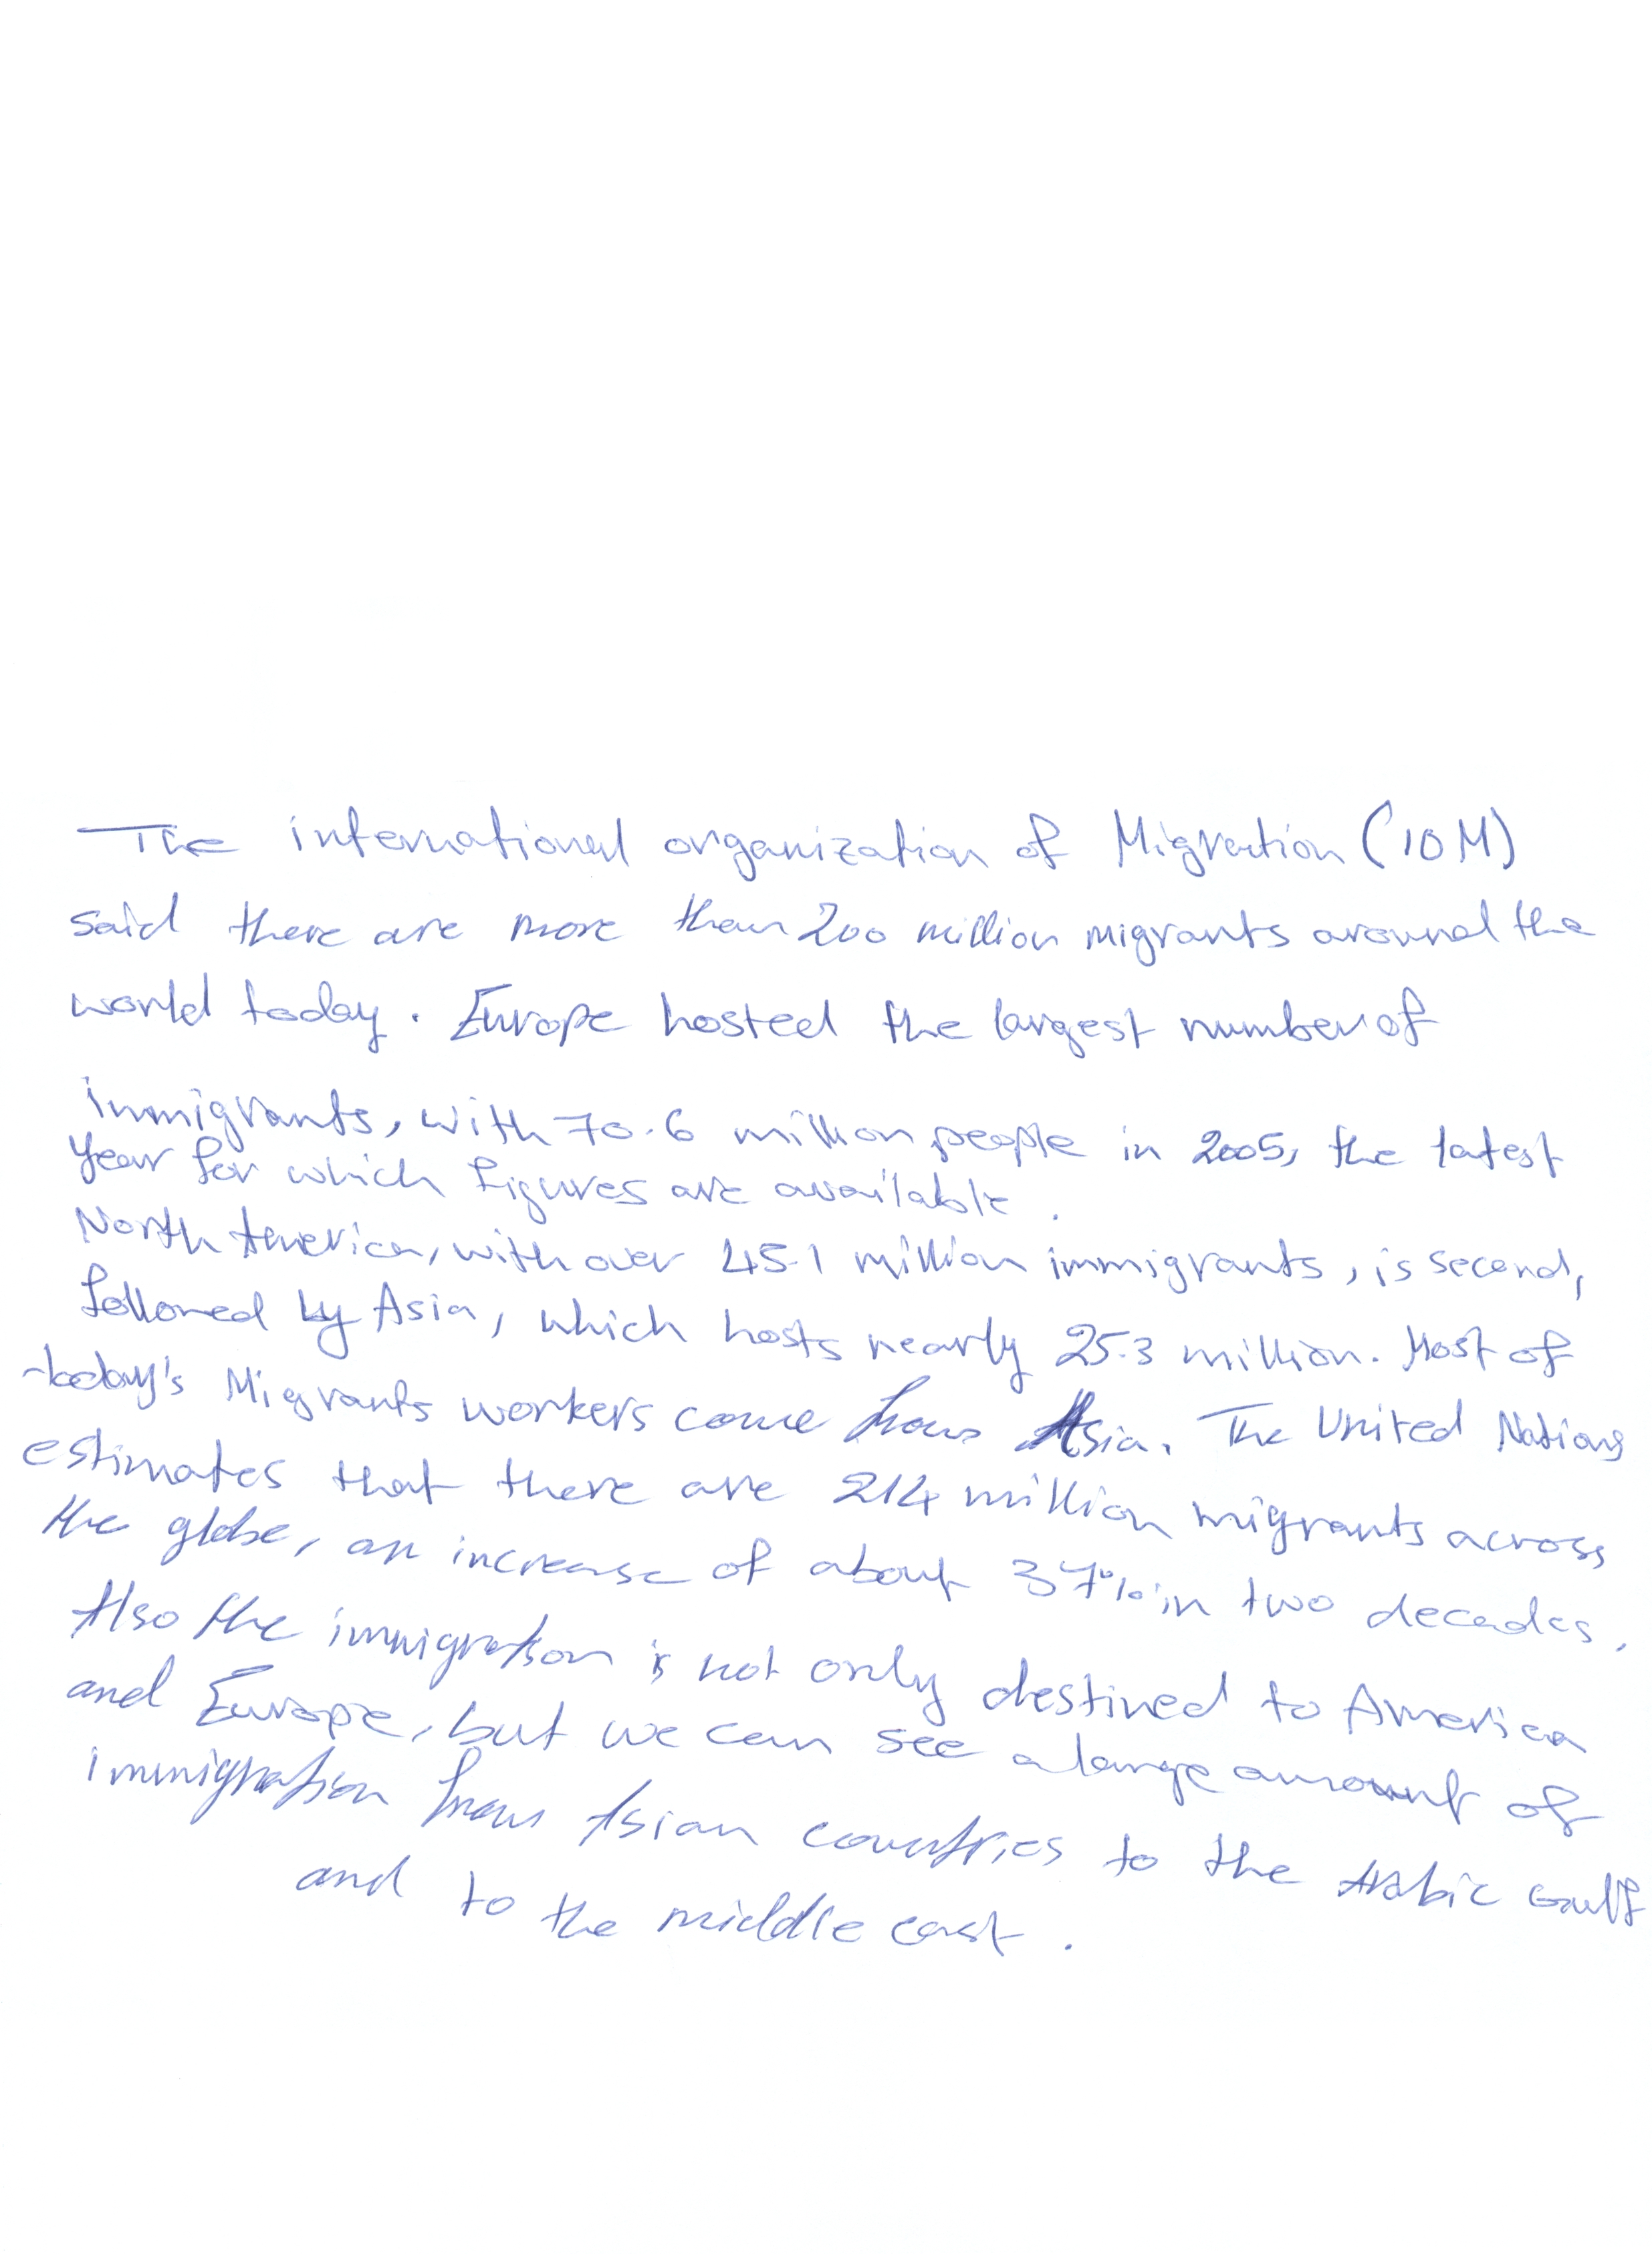 The international organization of Migration (IOM)
said there are more than 200 million migrants around the
world today. Europe hosted the largest number of
immigrants, with 70.6 million people in 2005, the latest
year for which figures are available.
North America, with over 45.1 million immigrants, is second,
followed by Asia, which hosts nearly 25.3 million. Most of
today's Migrants workers come from Asia. The United Nations
estimates that there are 214 million migrants across
the globe, an increase of about 37% in two decades.
Also the immigration is not only destined to America
and Europe, but we can see a large amount of
immigration from Asian countries to the Arabic Gulf
and to the middle east.